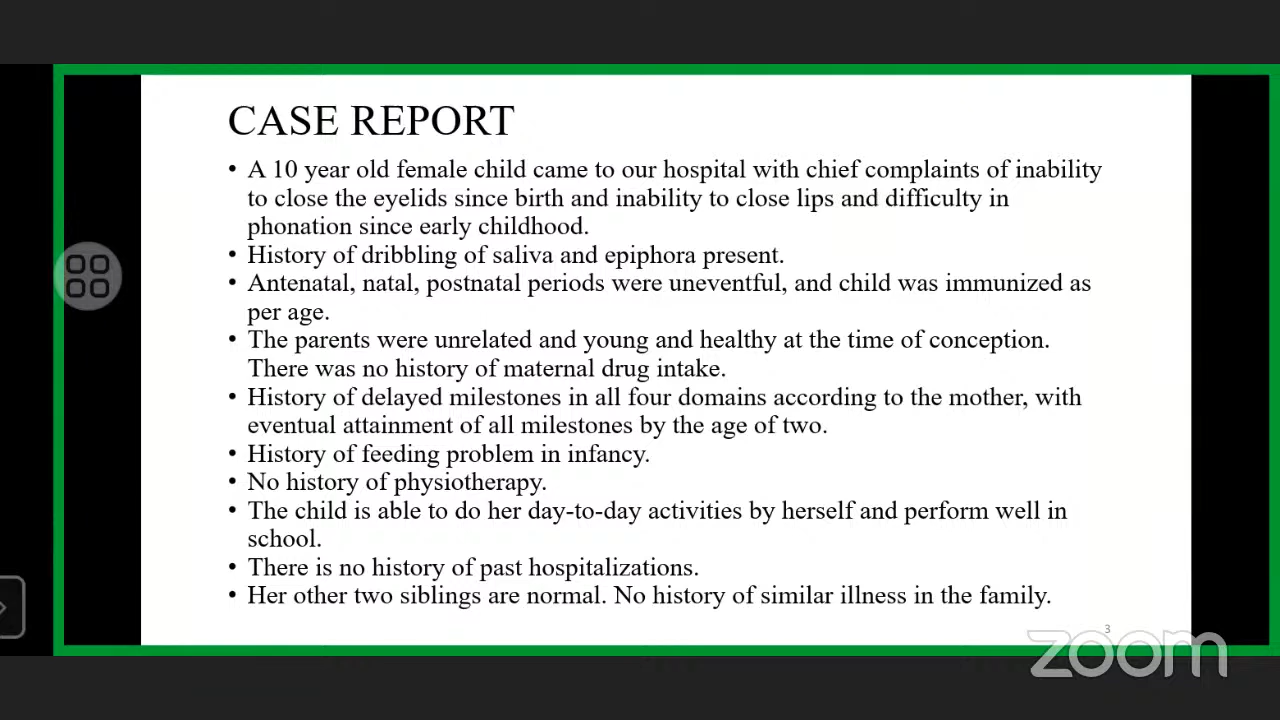 CASE REPORT
• A 10 year old female child came to our hospital with chief complaints of inability
to close the eyelids since birth and inability to close lips and difficulty in
phonation since early childhood.
• History of dribbling of saliva and epiphora present.
• Antenatal, natal, postnatal periods were uneventful, and child was immunized as
per age.
• The parents were unrelated and young and healthy at the time of conception.
There was no history of maternal drug intake.
• History of delayed milestones in all four domains according to the mother, with
eventual attainment of all milestones by the age of two.
• History of feeding problem in infancy.
• No history of physiotherapy.
• The child is able to do her day-to-day activities by herself and perform well in
school.
• There is no history of past hospitalizations.
• Her other two siblings are normal. No history of similar illness in the family.
3
zoom